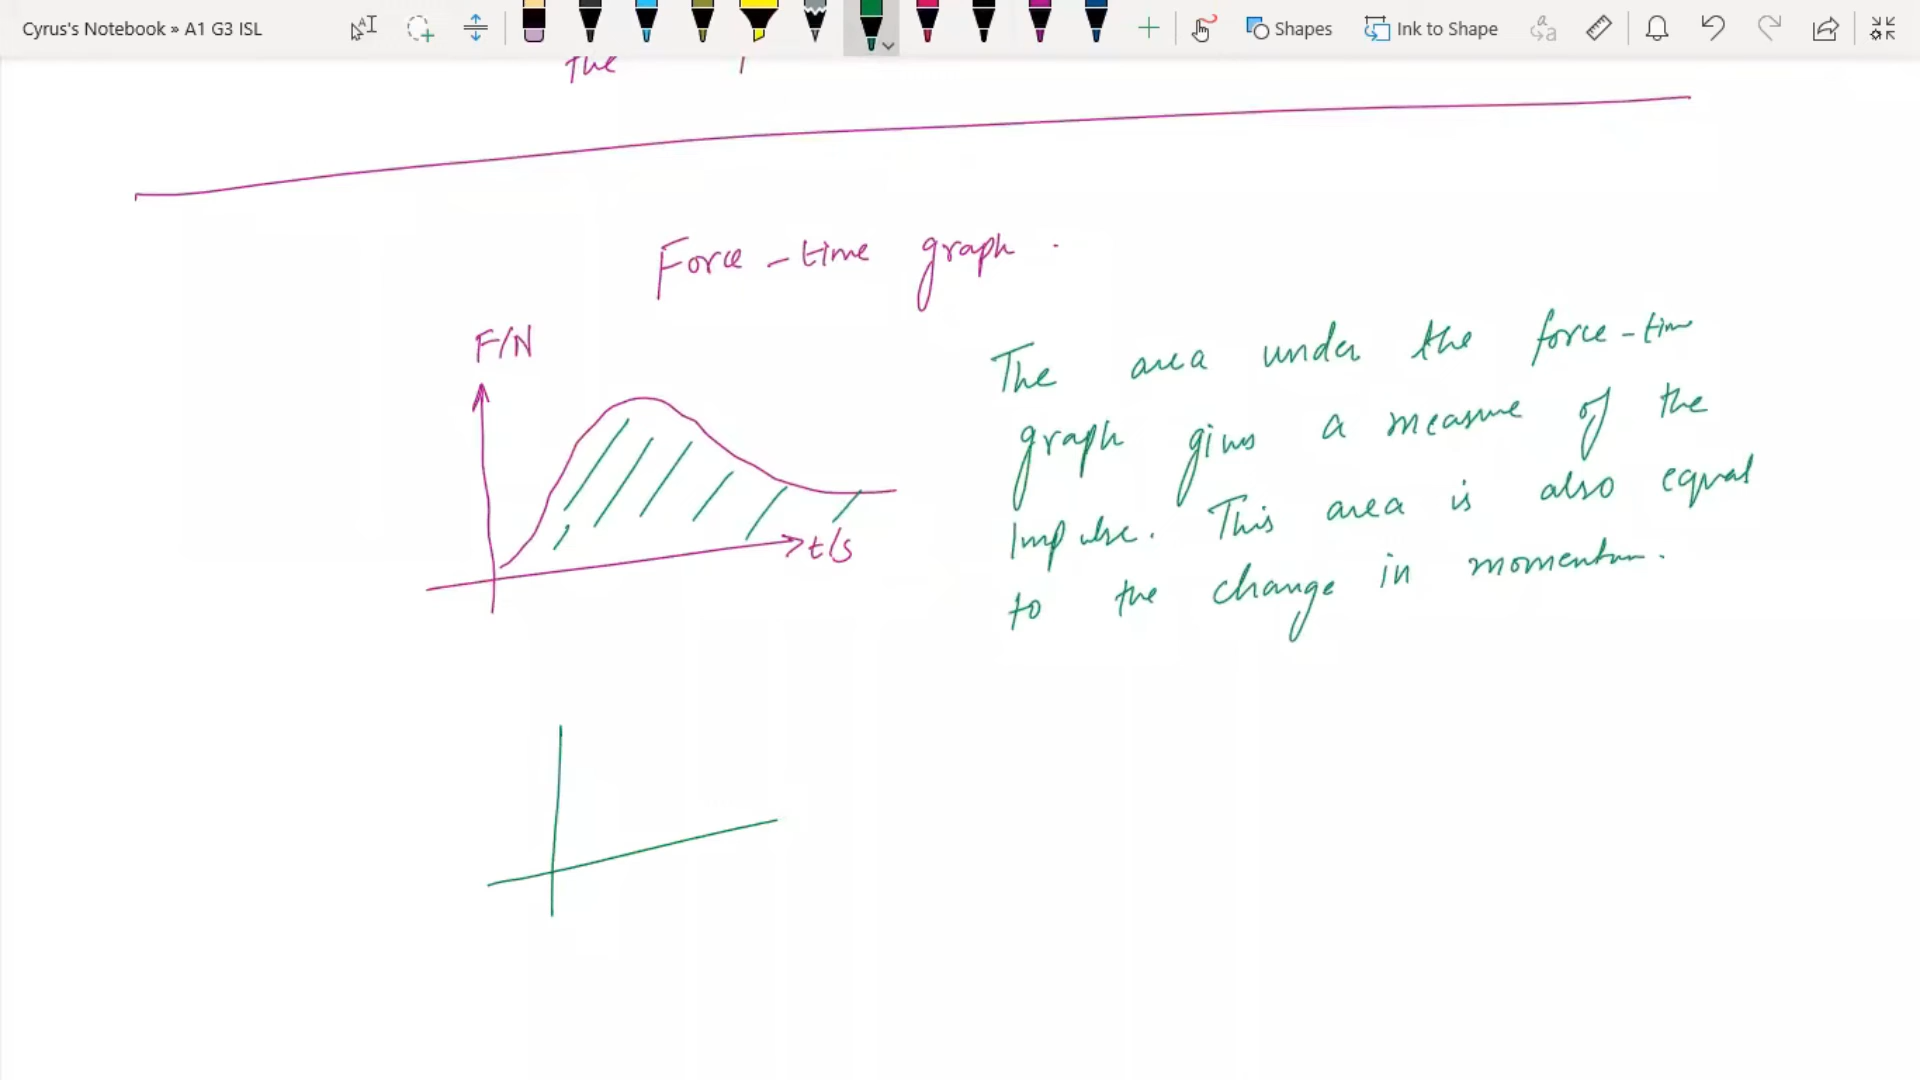 Cyrus's Notebook » A1 G3 ISL
Shapes
Ink to Shape
the
Force - time graph.
F/N
t/s
The area under the force-time
graph gives a measure of the
Impulse. This area is also equal
to the change in momentum.